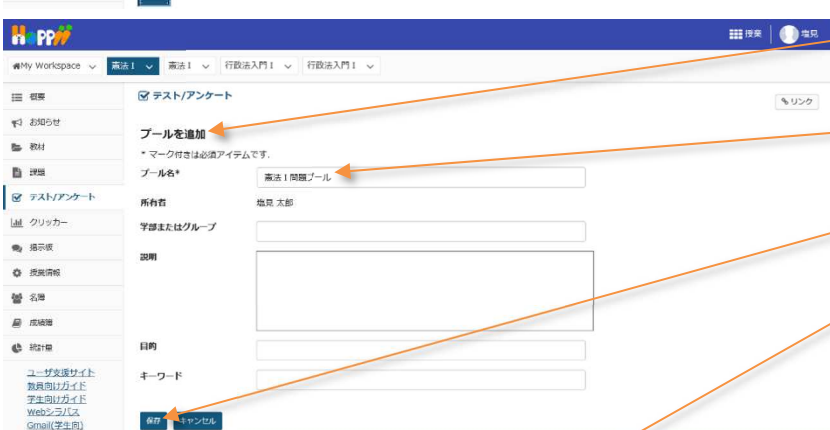 HoPPii
授業
塩見
My Workspace
憲法 I
憲法 I
行政法入門 I
行政法入門 I
概要
お知らせ
教材
課題
テスト/アンケート
クリッカー
掲示板
授業情報
名簿
成績簿
統計量
ユーザ支援サイト
教員向けガイド
学生向けガイド
Webシラバス
Gmail(学生向)
テスト/アンケート
リンク
プールを追加
* マーク付きは必須アイテムです.
プール名*
憲法 I 問題プール
所有者
塩見 太郎
学部またはグループ
説明
目的
キーワード
保存
キャンセル